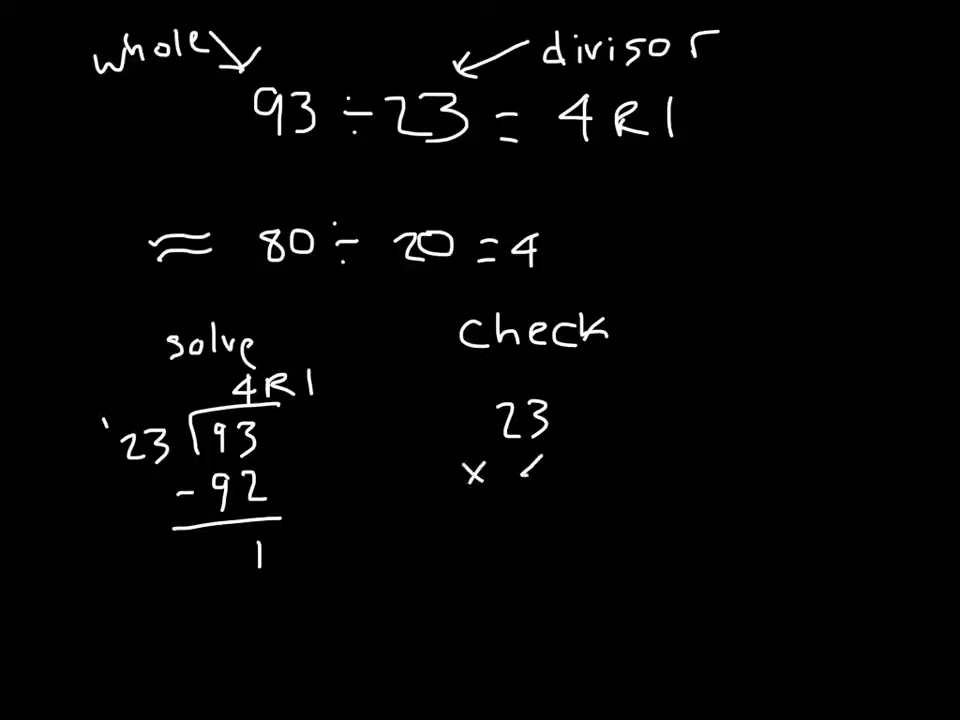 whole divisor
93 ÷ 23 = 4 R 1
≈ 80 ÷ 20 = 4
solve check
4 R 1
23 93 23
- 92 ×
1